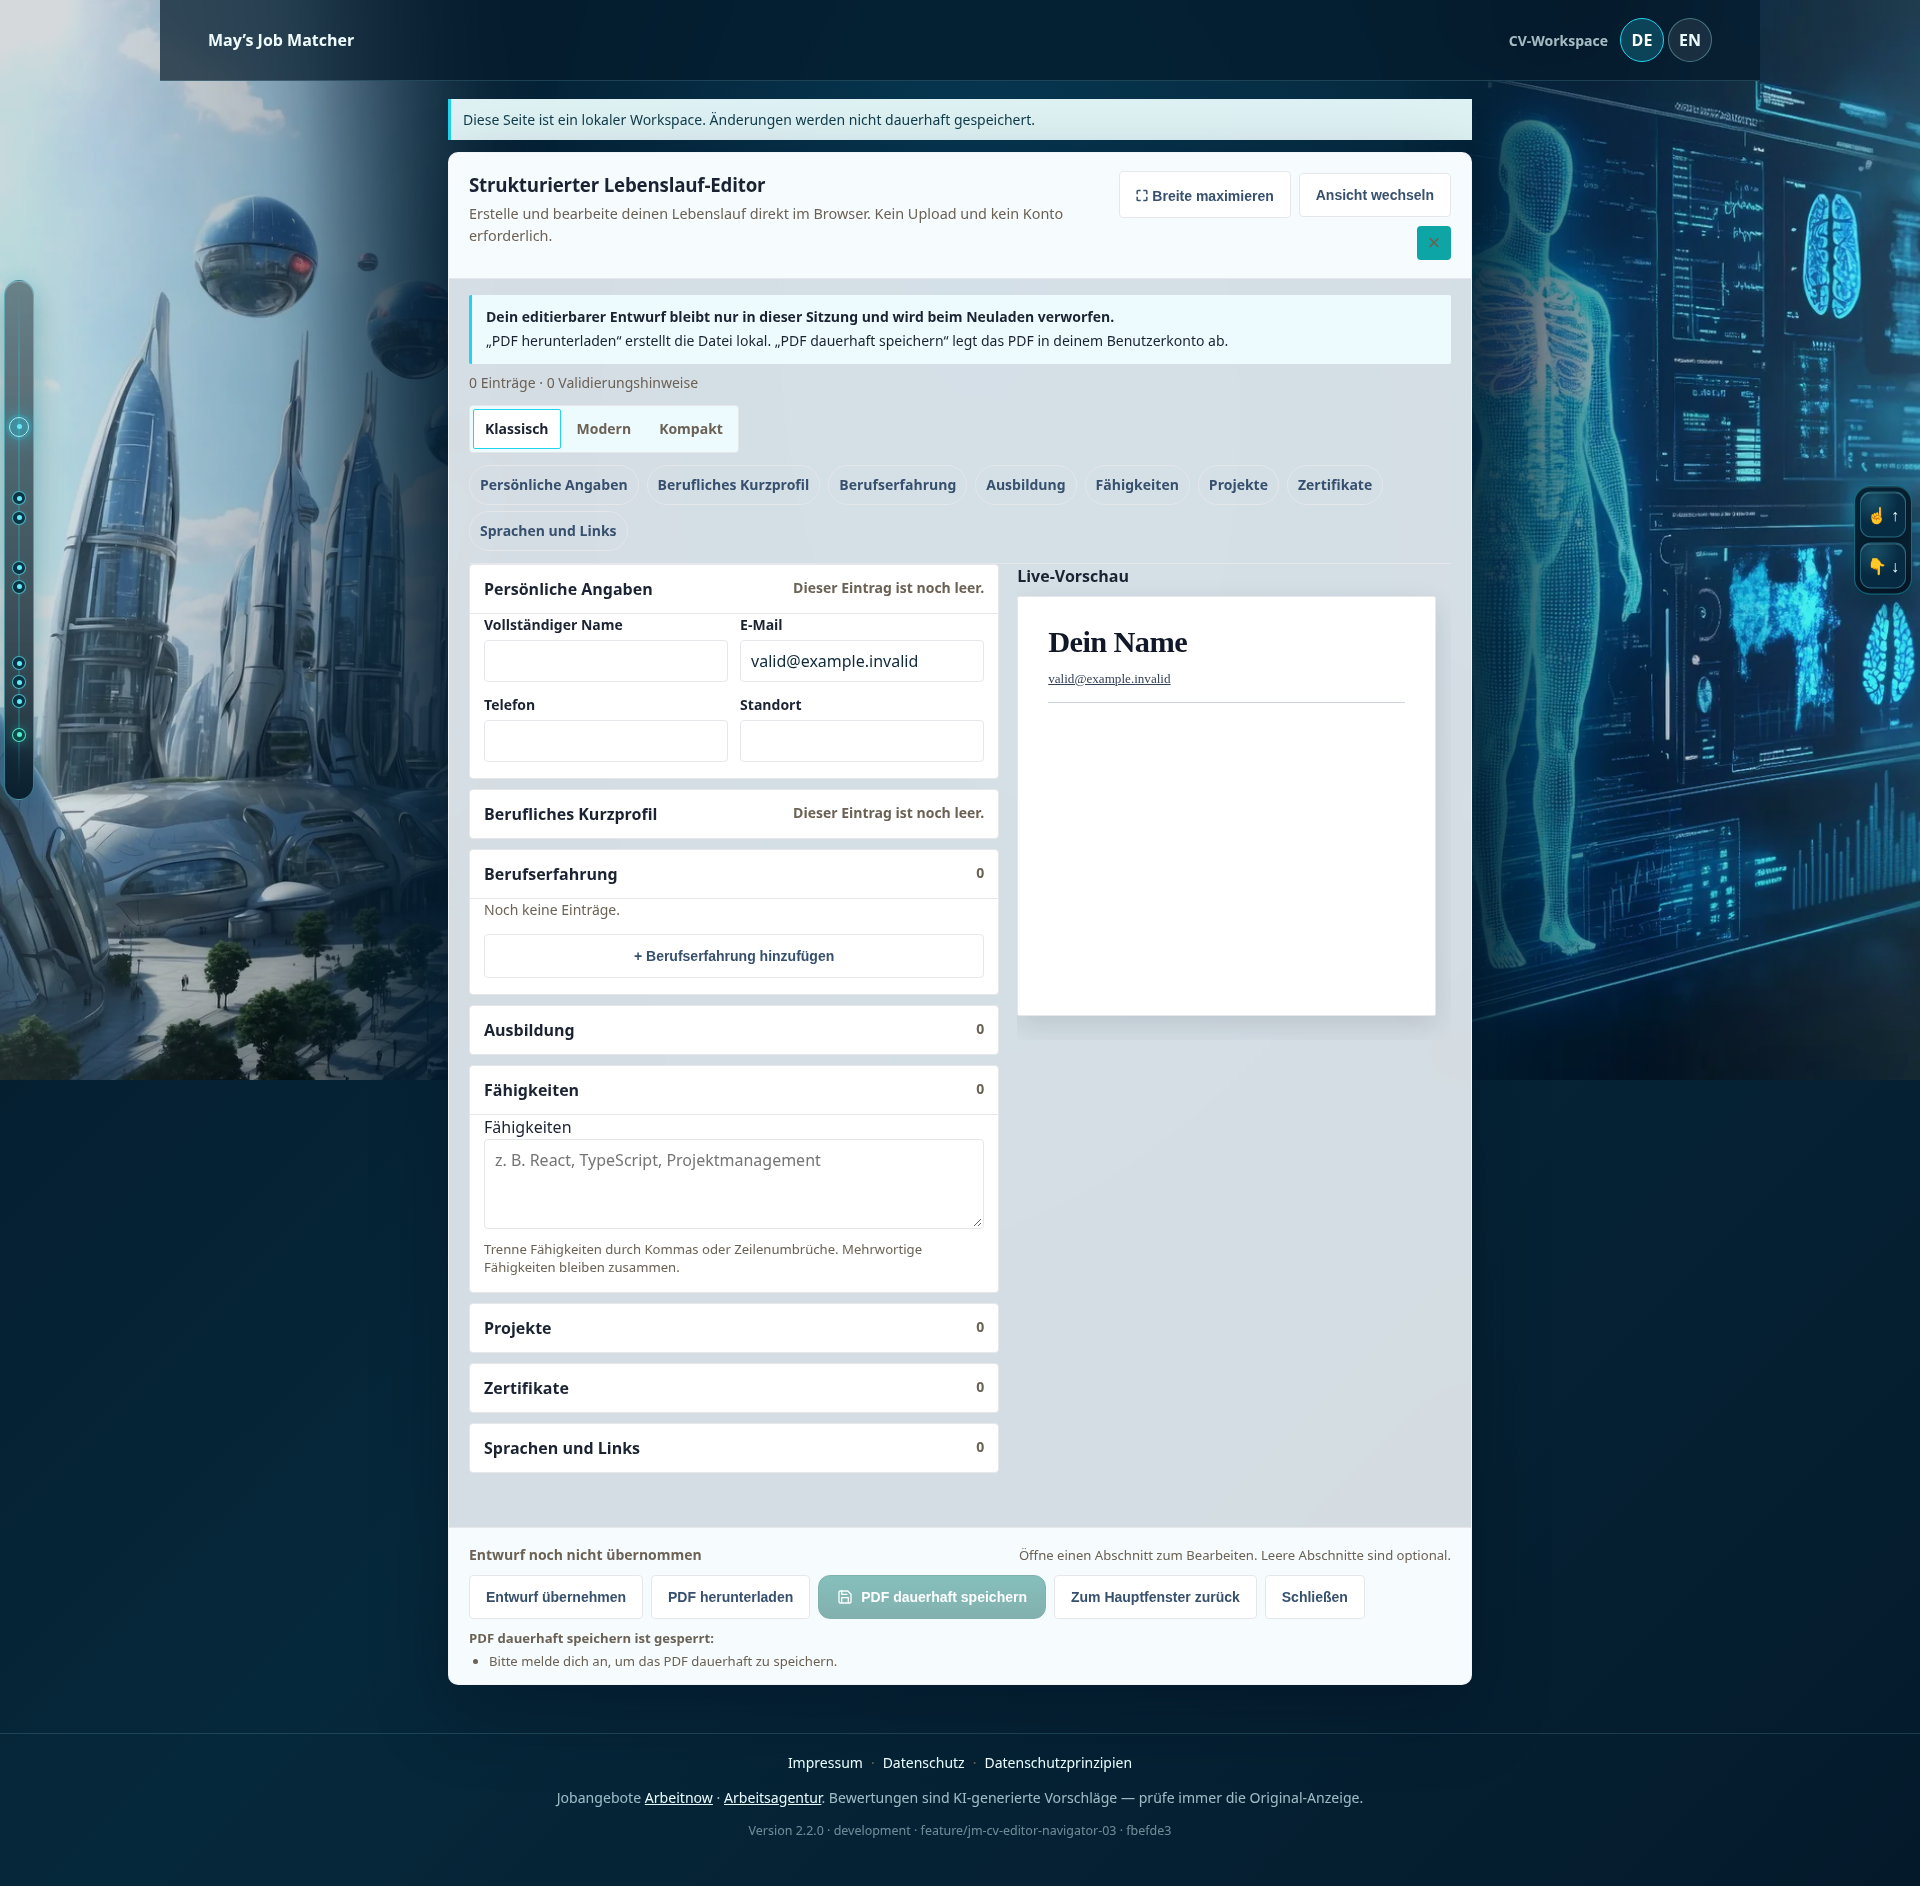 May’s Job Matcher
CV-Workspace
DE
EN
Diese Seite ist ein lokaler Workspace. Änderungen werden nicht dauerhaft gespeichert.
Strukturierter Lebenslauf-Editor
Erstelle und bearbeite deinen Lebenslauf direkt im Browser. Kein Upload und kein Konto
erforderlich.
Breite maximieren
Ansicht wechseln
Dein editierbarer Entwurf bleibt nur in dieser Sitzung und wird beim Neuladen verworfen.
„PDF herunterladen“ erstellt die Datei lokal. „PDF dauerhaft speichern“ legt das PDF in deinem Benutzerkonto ab.
0 Einträge · 0 Validierungshinweise
Klassisch
Modern
Kompakt
Persönliche Angaben
Berufliches Kurzprofil
Berufserfahrung
Ausbildung
Fähigkeiten
Projekte
Zertifikate
Sprachen und Links
Persönliche Angaben
Dieser Eintrag ist noch leer.
Vollständiger Name
E-Mail
valid@example.invalid
Telefon
Standort
Berufliches Kurzprofil
Dieser Eintrag ist noch leer.
Berufserfahrung
0
Noch keine Einträge.
+ Berufserfahrung hinzufügen
Ausbildung
0
Fähigkeiten
0
Fähigkeiten
z. B. React, TypeScript, Projektmanagement
Trenne Fähigkeiten durch Kommas oder Zeilenumbrüche. Mehrwortige
Fähigkeiten bleiben zusammen.
Projekte
0
Zertifikate
0
Sprachen und Links
0
Live-Vorschau
Dein Name
valid@example.invalid
Entwurf noch nicht übernommen
Öffne einen Abschnitt zum Bearbeiten. Leere Abschnitte sind optional.
Entwurf übernehmen
PDF herunterladen
PDF dauerhaft speichern
Zum Hauptfenster zurück
Schließen
PDF dauerhaft speichern ist gesperrt:
• Bitte melde dich an, um das PDF dauerhaft zu speichern.
Impressum · Datenschutz · Datenschutzprinzipien
Jobangebote Arbeitnow · Arbeitsagentur. Bewertungen sind KI-generierte Vorschläge — prüfe immer die Original-Anzeige.
Version 2.2.0 · development · feature/jm-cv-editor-navigator-03 · fbefde3